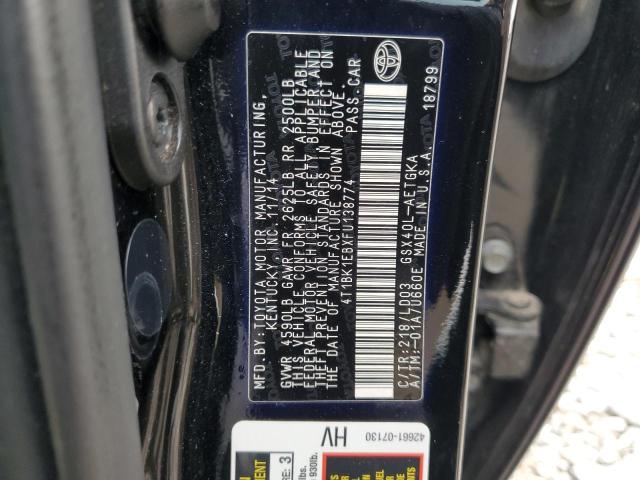 MFD.BY:TOYOTA MOTOR MANUFACTURING,
KENTUCKY, INC. 11/14
GVWR 4590LB GAWR FR 2625LB RR 2500LB
THIS VEHICLE CONFORMS TO ALL APPLICABLE
FEDERAL MOTOR VEHICLE SAFETY, BUMPER, AND
THEFT PREVENTION STANDARDS IN EFFECT ON
THE DATE OF MANUFACTURE SHOWN ABOVE.
4T1BK1EBXFU138774 PASS.CAR
C/TR:218/LD03 GSX40L-AETGKA
A/TM:-01A/U660E MADE IN U.S.A.
18799
HV
42661-07130